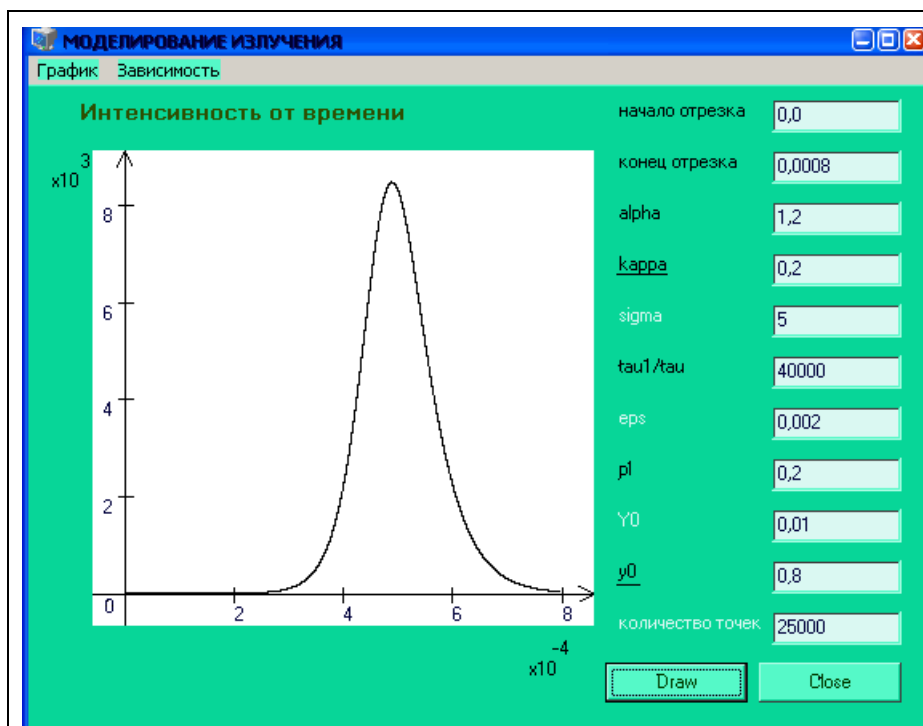 МОДЕЛИРОВАНИЕ ИЗЛУЧЕНИЯ
График Зависимость
Интенсивность от времени
x10 3
8
6
4
2
0
2 4 6 8
x10 -4
начало отрезка 0,0
конец отрезка 0,0008
alpha 1,2
kappa 0,2
sigma 5
tau1/tau 40000
eps 0,002
p1 0,2
Y0 0,01
y0 0,8
количество точек 25000
Draw Close